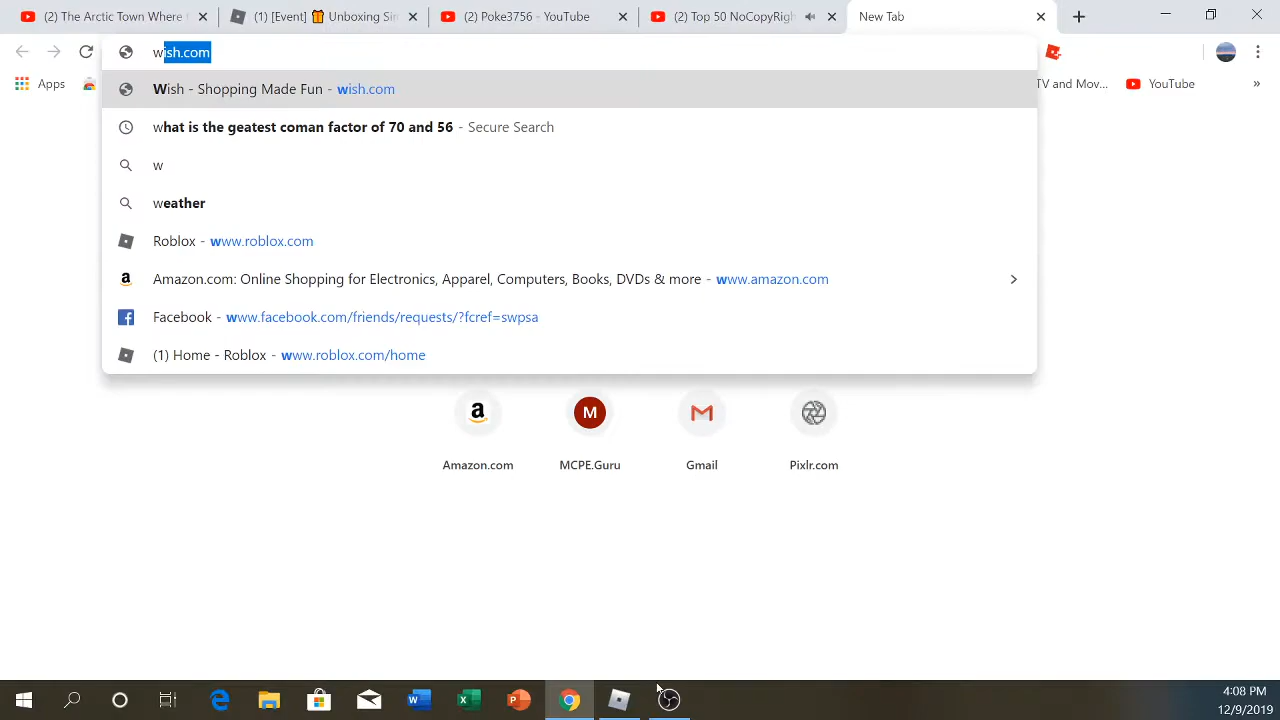 (2) The Arctic Town Where
(1) [Event] 🎁 Unboxing Sim
(2) Poke3756 - YouTube
(2) Top 15 NoCopyRigh
New Tab
wish.com
Apps
TV and Mov...
YouTube
»
Wish - Shopping Made Fun - wish.com
what is the geatest coman factor of 70 and 56 - Secure Search
w
weather
Roblox - www.roblox.com
Amazon.com: Online Shopping for Electronics, Apparel, Computers, Books, DVDs & more - www.amazon.com
Facebook - www.facebook.com/friends/requests/?fcref=swpsa
(1) Home - Roblox - www.roblox.com/home
M
Amazon.com
MCPE.Guru
Gmail
Pixlr.com
4:08 PM
12/9/2019